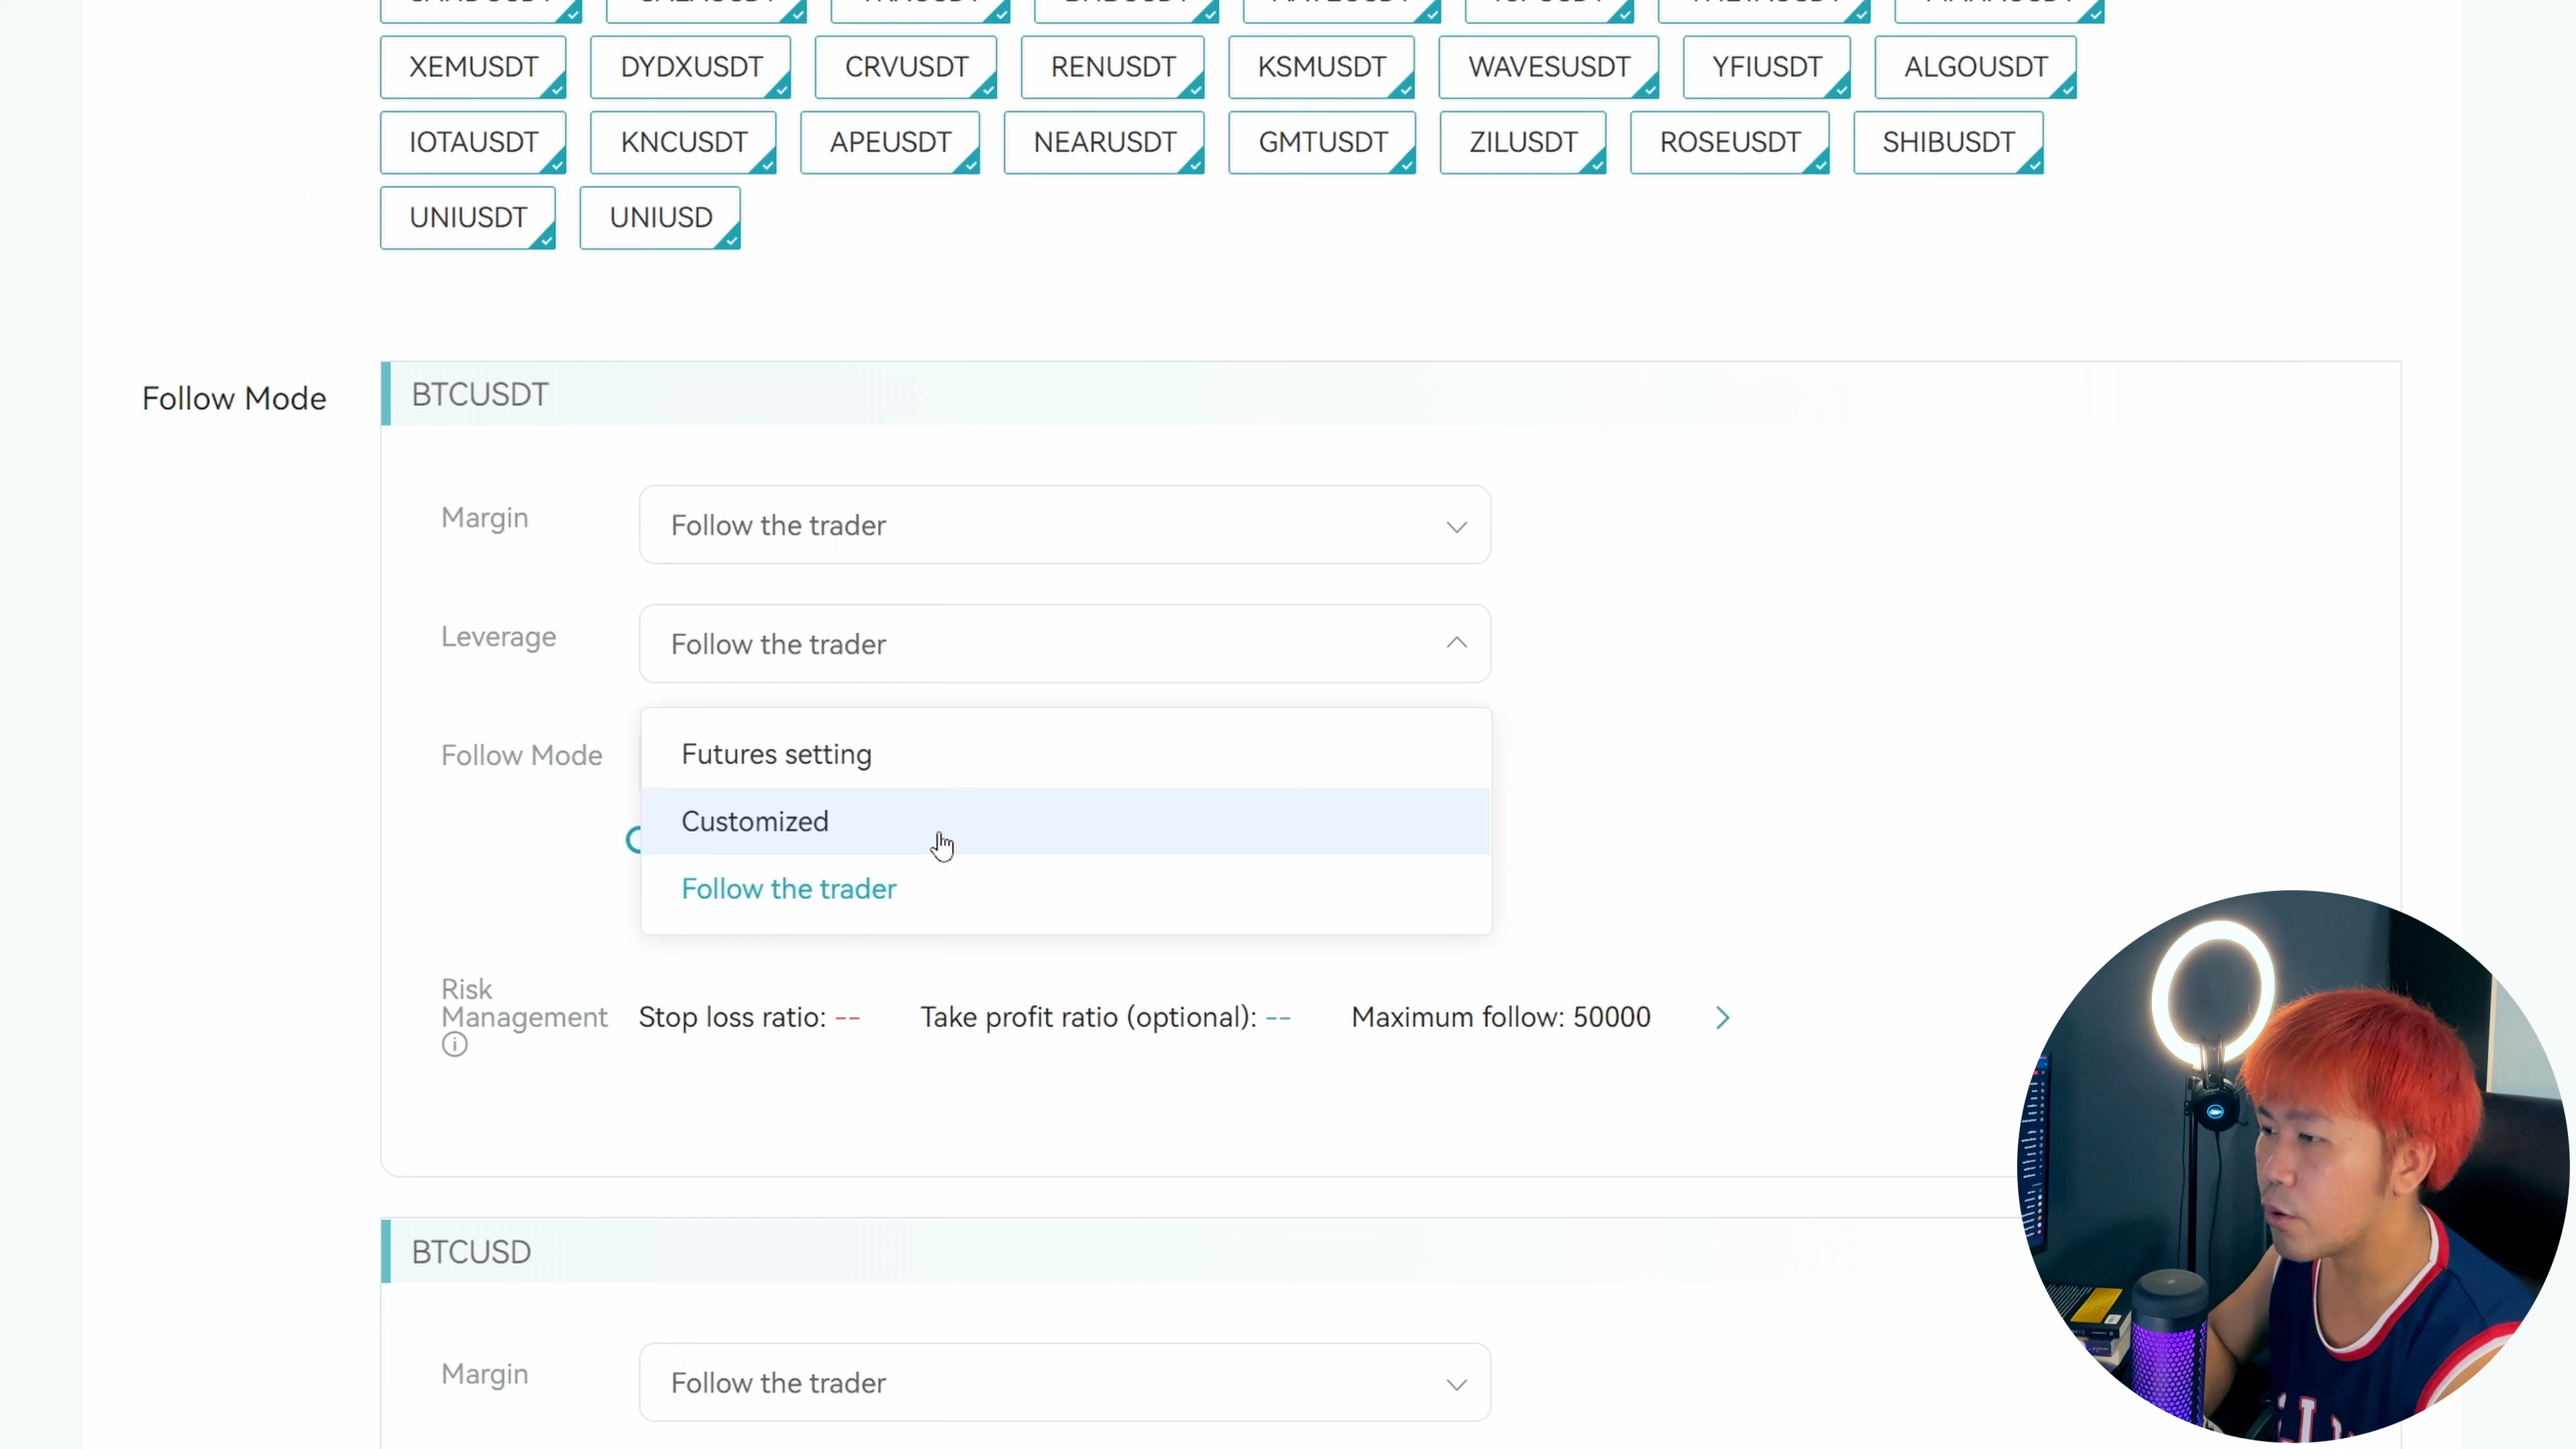 XEMUSDT DYDXUSDT CRVUSDT RENUSDT KSMUSDT WAVESUSDT YFIUSDT ALGOUSDT
IOTAUSDT KNCUSDT APEUSDT NEARUSDT GMTUSDT ZILUSDT ROSEUSDT SHIBUSDT
UNIUSDT UNIUSD
Follow Mode
BTCUSDT
Margin Follow the trader
Leverage Follow the trader
Follow Mode
Futures setting
Customized
Follow the trader
Risk
Management
Stop loss ratio: -- Take profit ratio (optional): -- Maximum follow: 50000
BTCUSD
Margin Follow the trader